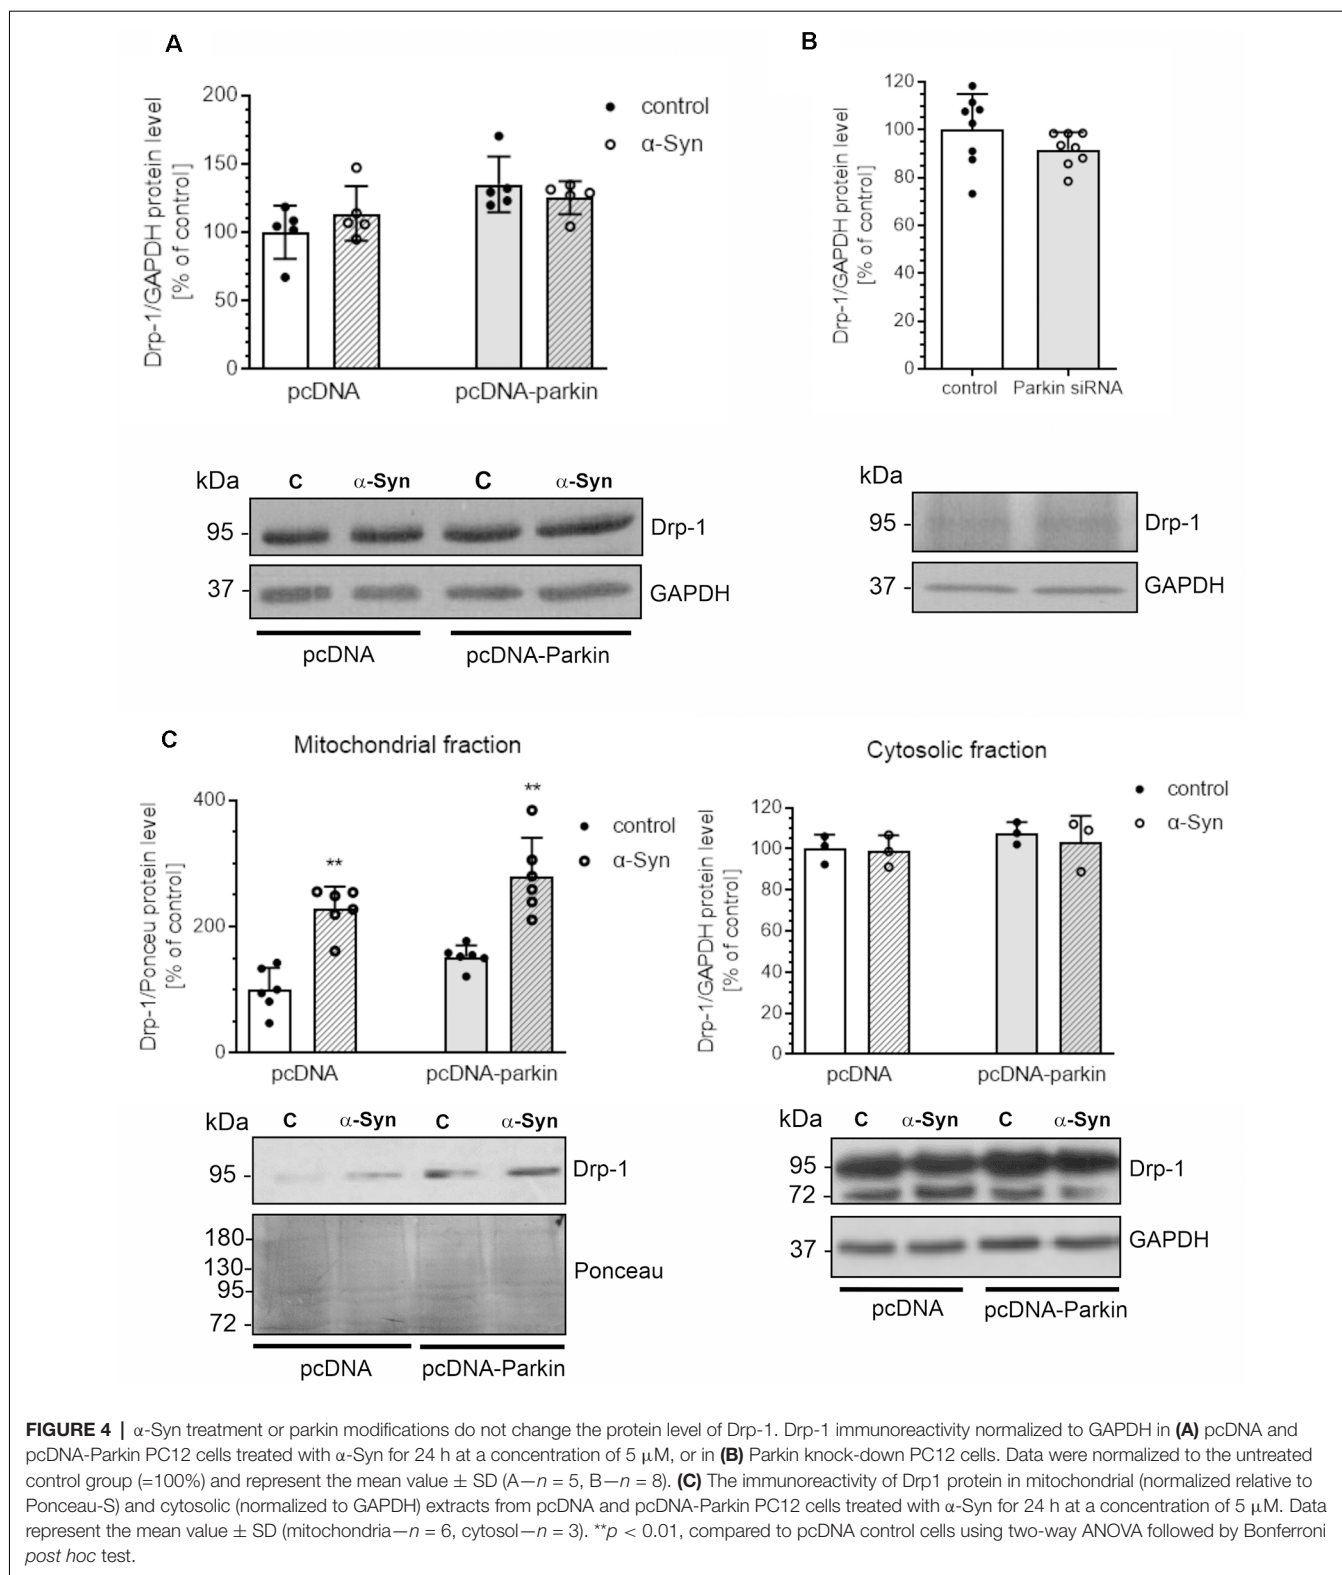 A
B
Drp-1/GAPDH protein level
[% of control]
200
150
100
50
0
control
α-Syn
pcDNA
pcDNA-parkin
Drp-1/GAPDH protein level
[% of control]
120
100
80
60
40
20
0
control
Parkin siRNA
kDa
C
α-Syn
C
α-Syn
95
Drp-1
37
GAPDH
pcDNA
pcDNA-Parkin
kDa
95
Drp-1
37
GAPDH
C
Mitochondrial fraction
Drp-1/Ponceu protein level
[% of control]
400
200
0
**
**
control
α-Syn
pcDNA
pcDNA-parkin
Cytosolic fraction
Drp-1/GAPDH protein level
[% of control]
120
100
80
60
40
20
0
control
α-Syn
pcDNA
pcDNA-parkin
kDa
C
α-Syn
C
α-Syn
95
Drp-1
180
130
95
72
Ponceau
pcDNA
pcDNA-Parkin
kDa
C
α-Syn
C
α-Syn
95
72
Drp-1
37
GAPDH
pcDNA
pcDNA-Parkin
FIGURE 4 | α-Syn treatment or parkin modifications do not change the protein level of Drp-1. Drp-1 immunoreactivity normalized to GAPDH in (A) pcDNA and
pcDNA-Parkin PC12 cells treated with α-Syn for 24 h at a concentration of 5 μM, or in (B) Parkin knock-down PC12 cells. Data were normalized to the untreated
control group (=100%) and represent the mean value ± SD (A—n = 5, B—n = 8). (C) The immunoreactivity of Drp1 protein in mitochondrial (normalized relative to
Ponceau-S) and cytosolic (normalized to GAPDH) extracts from pcDNA and pcDNA-Parkin PC12 cells treated with α-Syn for 24 h at a concentration of 5 μM. Data
represent the mean value ± SD (mitochondria—n = 6, cytosol—n = 3). **p < 0.01, compared to pcDNA control cells using two-way ANOVA followed by Bonferroni
post hoc test.